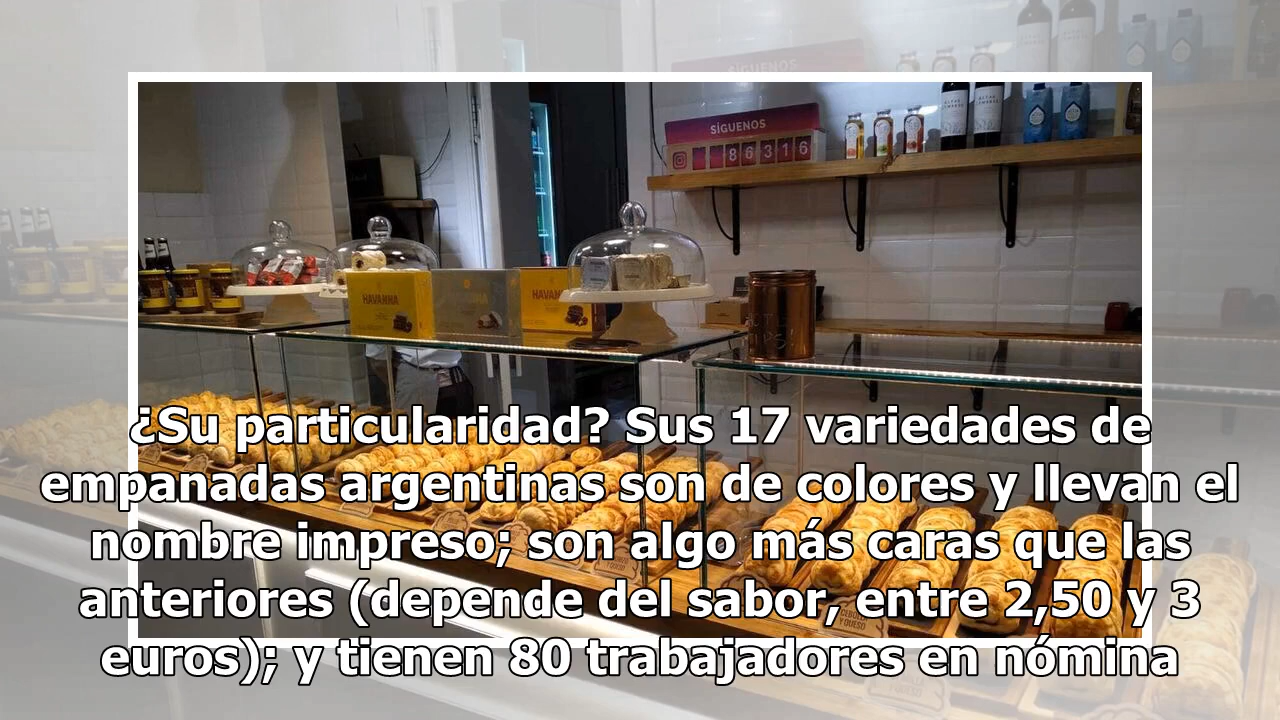 SÍGUENOS
86316
HAVANNA
HAVANNA
CEBOLLA
Y QUESO
¿Su particularidad? Sus 17 variedades de
empanadas argentinas son de colores y llevan el
nombre impreso; son algo más caras que las
anteriores (depende del sabor, entre 2,50 y 3
euros); y tienen 80 trabajadores en nómina